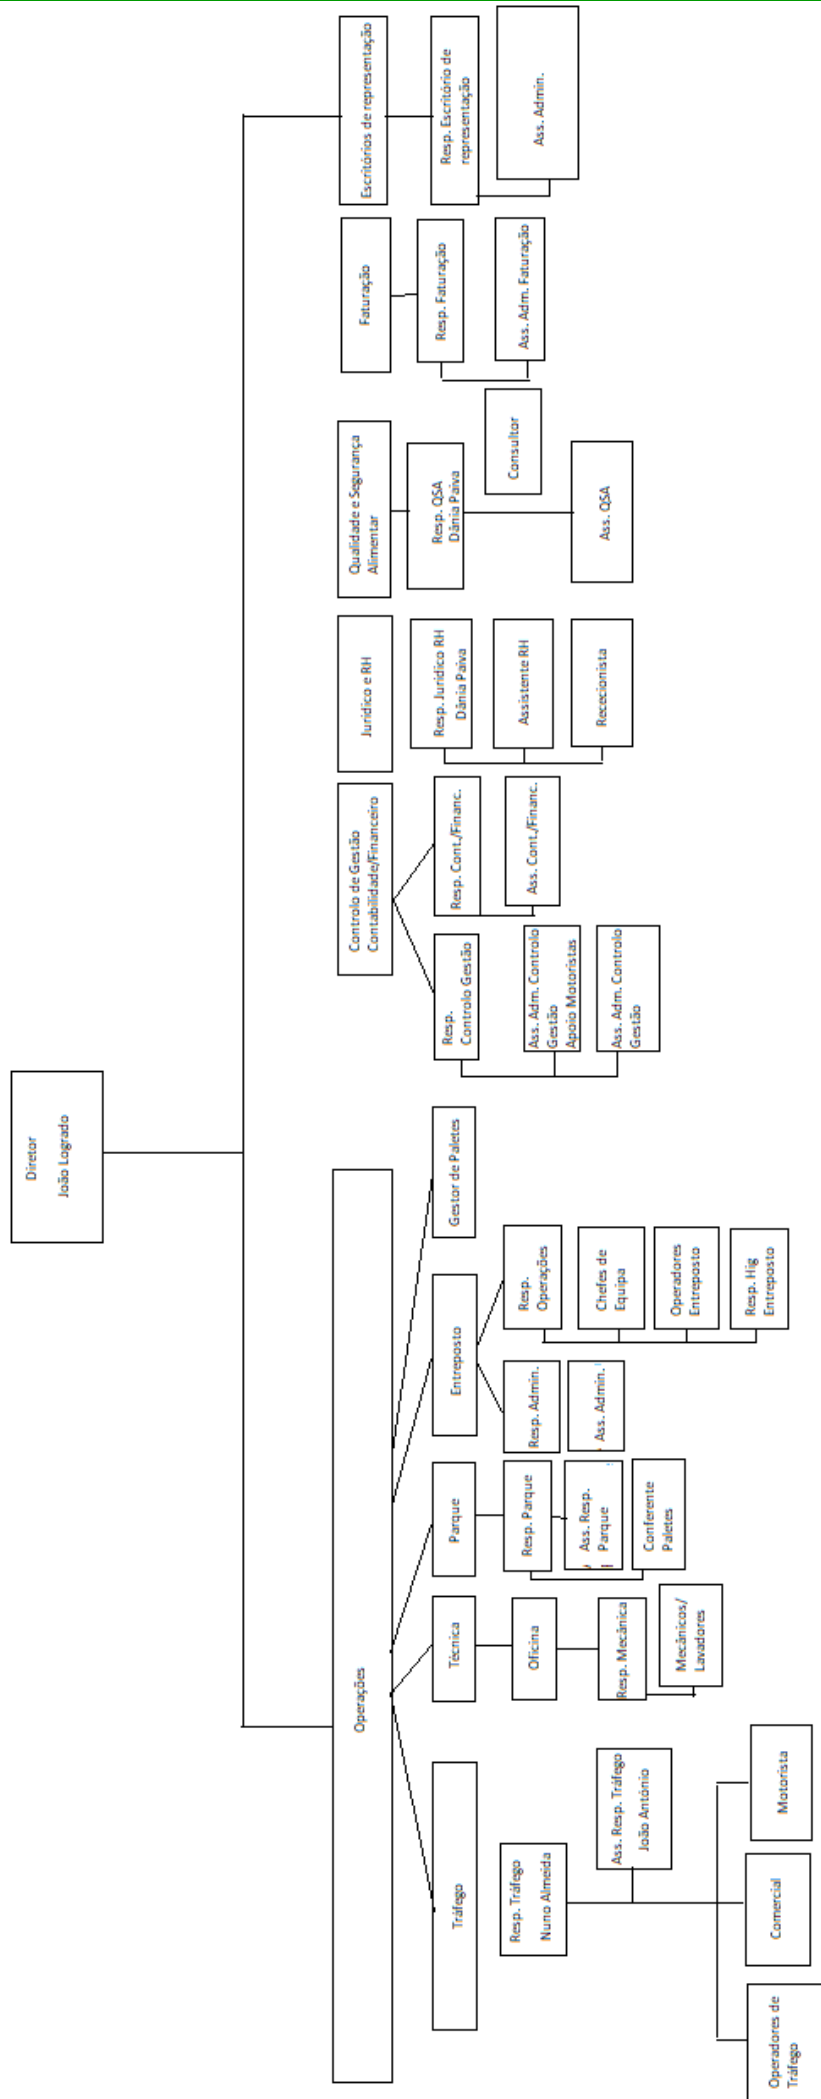 Diretor
João Logrado
Operações
Controlo de Gestão
Contabilidade/Financeiro
Jurídico e RH
Qualidade e Segurança
Alimentar
Faturação
Escritórios de representação
Tráfego
Técnica
Parque
Entreposto
Gestor de Paletes
Resp.
Controlo Gestão
Resp. Cont./Financ.
Resp. Jurídico RH
Dânia Paiva
Resp. QSA
Dânia Paiva
Resp. Faturação
Resp. Escritório de
representação
Resp. Tráfego
Nuno Almeida
Oficina
Resp. Parque
Resp. Admin.
Resp.
Operações
Ass. Adm. Controlo
Gestão
Apoio Motoristas
Ass. Cont./Financ.
Assistente RH
Consultor
Ass. Adm. Faturação
Ass. Admin.
Ass. Resp. Tráfego
João António
Resp. Mecânica
Ass. Resp.
Parque
Ass. Admin.
Chefes de
Equipa
Ass. Adm. Controlo
Gestão
Rececionista
Ass. QSA
Mecânicos/
Lavadores
Conferente
Paletes
Operadores
Entreposto
Resp. Hig
Entreposto
Operadores de
Tráfego
Comercial
Motorista